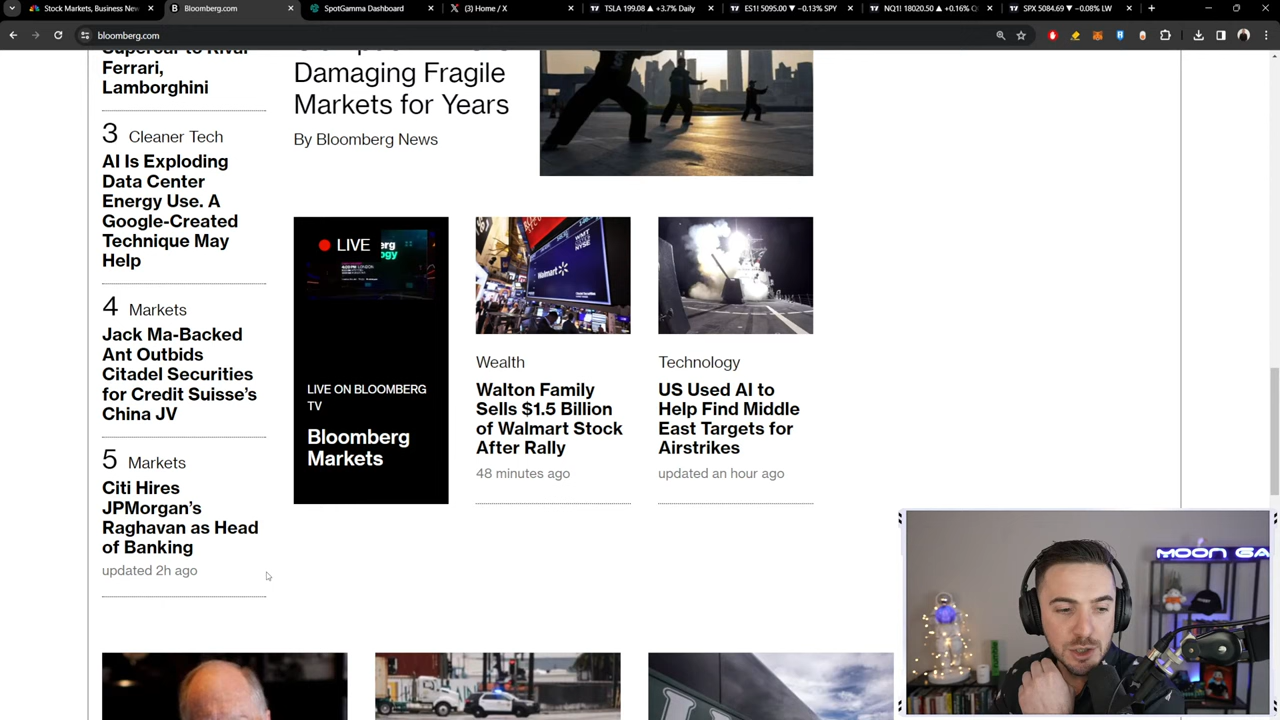 Stock Markets, Business New
Bloomberg.com
SpotGamma Dashboard
(3) Home / X
TSLA 199.08 ▲ +3.7% Daily
ES1! 5095.00 ▼ −0.13% SPY
NQ1! 18020.50 ▲ +0.16% Q
SPX 5084.69 ▼ −0.08% LW
bloomberg.com
Supercar to Rival
Ferrari,
Lamborghini
3 Cleaner Tech
AI Is Exploding
Data Center
Energy Use. A
Google-Created
Technique May
Help
4 Markets
Jack Ma-Backed
Ant Outbids
Citadel Securities
for Credit Suisse's
China JV
5 Markets
Citi Hires
JPMorgan's
Raghavan as Head
of Banking
updated 2h ago
Damaging Fragile
Markets for Years
By Bloomberg News
LIVE
LIVE ON BLOOMBERG
TV
Bloomberg
Markets
Walmart
Wealth
Walton Family
Sells $1.5 Billion
of Walmart Stock
After Rally
48 minutes ago
Technology
US Used AI to
Help Find Middle
East Targets for
Airstrikes
updated an hour ago
MOON GA